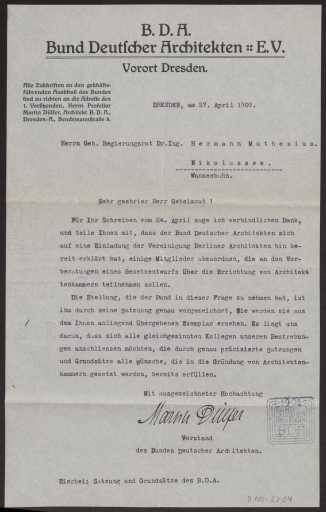 B. D. A.
Bund Deutscher Architekten :: E.V.
Vorort Dresden.
Alle Zuschriften an den geschäfts-
führenden Ausschuß des Bundes
sind zu richten an die Adresse des
1. Vorsitzenden, Herrn Professor
Martin Dülfer, Architekt B. D. A.,
Dresden-A.
DRESDEN, am 27. April 190
Herrn Geh. Regierungsrat Dr.Ing. Hermann Muthesius.
Nikolassee.
Wannseebahn.
Sehr geehrter Herr Geheimrat !
Für Ihr Schreiben vom 24. April sage ich verbindlichen Dank,
und teile Ihnen mit, dass der Bund Deutscher Architekten sich
auf eine Einladung der Vereinigung Berliner Architekten hin be-
reit erklärt hat, einige Mitglieder abzuordnen, die an den Vor-
beratungen eines Gesetzentwurfs über die Errichtung von Architek-
tenkammern teilnehmen sollen.
Die Stellung, die der Bund in dieser Frage zu nehmen hat, ist
ihm durch seine Satzung genau vorgezeichnet. Sie werden sie aus
dem Ihnen anliegend übergebenen Exemplar ersehen. Es liegt uns
daran, dass sich alle gleichgesinnten Kollegen unseren Bestrebun-
gen anschliessen möchten, die durch genau präzisierte Satzungen
und Grundsätze alle Wünsche, die in die Gründung von Architekten-
kammern gesetzt werden, bereits erfüllen.
Mit ausgezeichneter Hochachtung
Martin Dülfer
Vorstand
des Bundes Deutscher Architekten.
Hierbei: Satzung und Grundsätze des B.D.A.